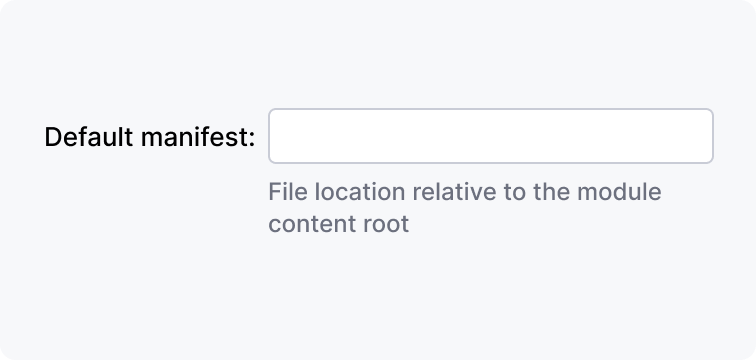 Default manifest:
File location relative to the module
content root